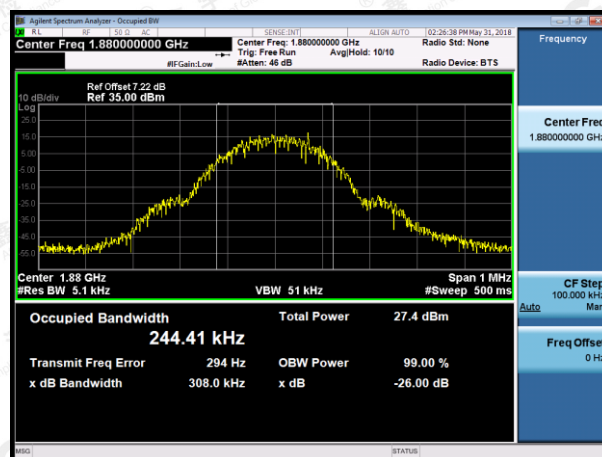 Agilent Spectrum Analyzer - Occupied BW
RL RF 50 Ω AC SENSE:INT ALIGN AUTO 02:26:38 PM May 31, 2018
Center Freq 1.880000000 GHz
Center Freq: 1.880000000 GHz
Radio Std: None
Trig: Free Run Avg|Hold: 10/10
#IFGain:Low #Atten: 46 dB Radio Device: BTS
Frequency
Ref Offset 7.22 dB
10 dB/div Ref 35.00 dBm
Log
25.0
15.0
5.00
-5.00
-15.0
-25.0
-35.0
-45.0
-55.0
Center Freq
1.880000000 GHz
Center 1.88 GHz Span 1 MHz
#Res BW 5.1 kHz VBW 51 kHz #Sweep 500 ms
CF Step
100.000 kHz
Auto Man
Occupied Bandwidth Total Power 27.4 dBm
244.41 kHz
Transmit Freq Error 294 Hz OBW Power 99.00 %
x dB Bandwidth 308.0 kHz x dB -26.00 dB
Freq Offset
0 Hz
MSG STATUS